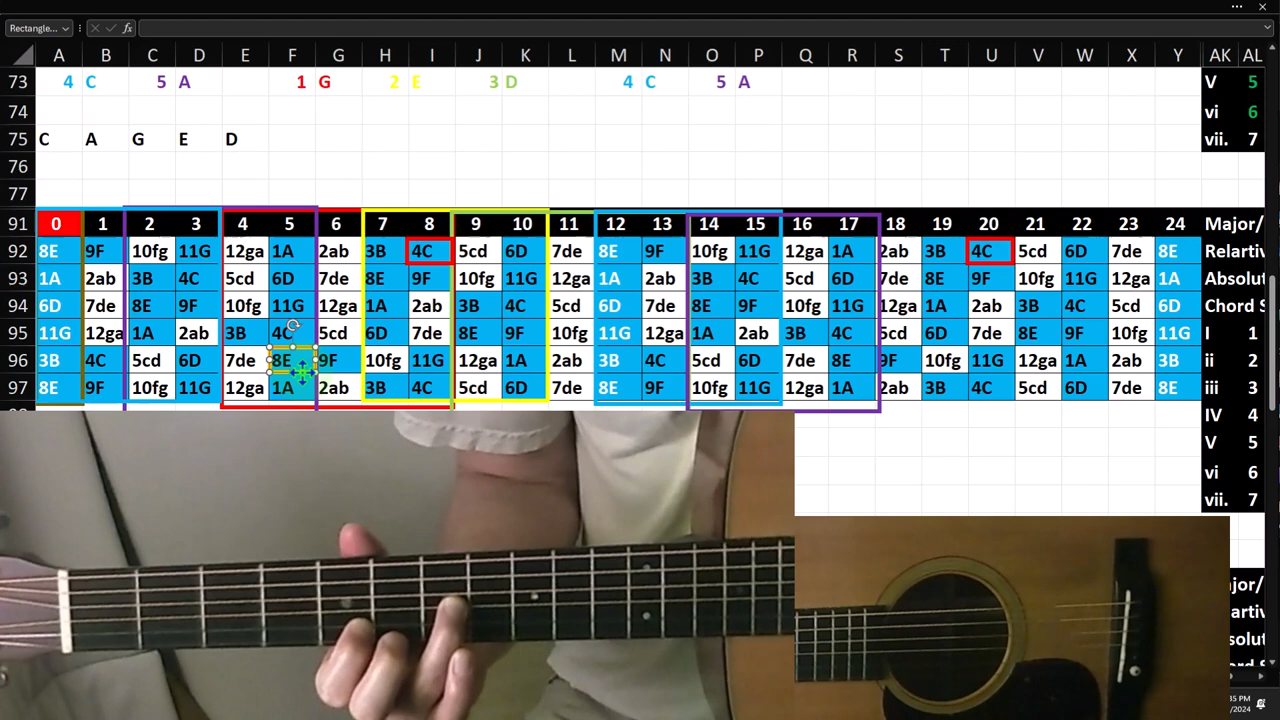 Rectangle... fx
A B C D E F G H I J K L M N O P Q R S T U V W X Y AK AL
73 4 C 5 A 1 G 2 E 3 D 4 C 5 A V 5
74 vi 6
75 C A G E D vii. 7
76
77
91 0 1 2 3 4 5 6 7 8 9 10 11 12 13 14 15 16 17 18 19 20 21 22 23 24 Major/
92 8E 9F 10fg 11G 12ga 1A 2ab 3B 4C 5cd 6D 7de 8E 9F 10fg 11G 12ga 1A 2ab 3B 4C 5cd 6D 7de 8E Relartiv
93 1A 2ab 3B 4C 5cd 6D 7de 8E 9F 10fg 11G 12ga 1A 2ab 3B 4C 5cd 6D 7de 8E 9F 10fg 11G 12ga 1A Absolut
94 6D 7de 8E 9F 10fg 11G 12ga 1A 2ab 3B 4C 5cd 6D 7de 8E 9F 10fg 11G 12ga 1A 2ab 3B 4C 5cd 6D Chord S
95 11G 12ga 1A 2ab 3B 4C 5cd 6D 7de 8E 9F 10fg 11G 12ga 1A 2ab 3B 4C 5cd 6D 7de 8E 9F 10fg 11G I 1
96 3B 4C 5cd 6D 7de 8E 9F 10fg 11G 12ga 1A 2ab 3B 4C 5cd 6D 7de 8E 9F 10fg 11G 12ga 1A 2ab 3B ii 2
97 8E 9F 10fg 11G 12ga 1A 2ab 3B 4C 5cd 6D 7de 8E 9F 10fg 11G 12ga 1A 2ab 3B 4C 5cd 6D 7de 8E iii 3
IV 4
V 5
vi 6
vii. 7